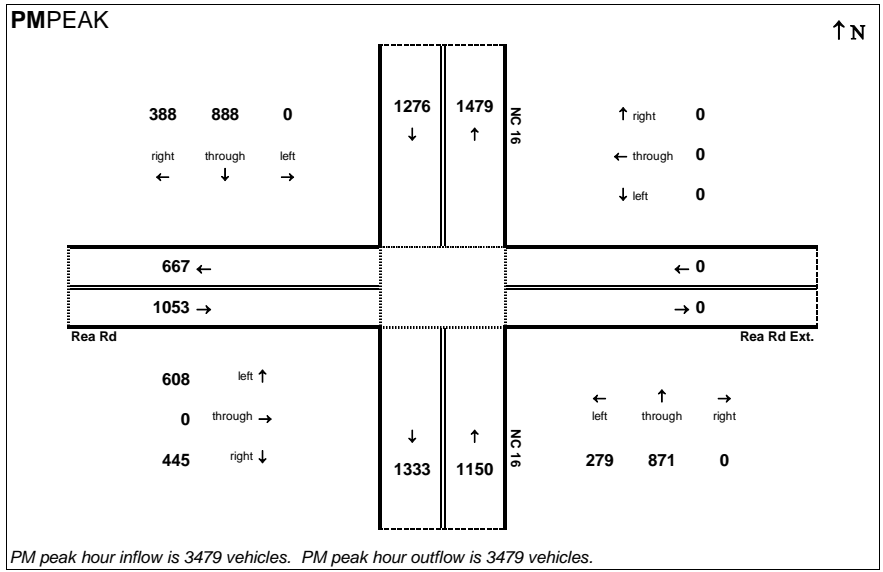 PMPEAK
↑ N
388 888 0
right through left
← ↓ →
1276 1479
↓ ↑
NC 16
↑ right 0
← through 0
↓ left 0
667 ←
← 0
1053 →
→ 0
Rea Rd
Rea Rd Ext.
608 left ↑
0 through →
445 right ↓
↓ ↑
1333 1150
NC 16
← ↑ →
left through right
279 871 0
PM peak hour inflow is 3479 vehicles. PM peak hour outflow is 3479 vehicles.